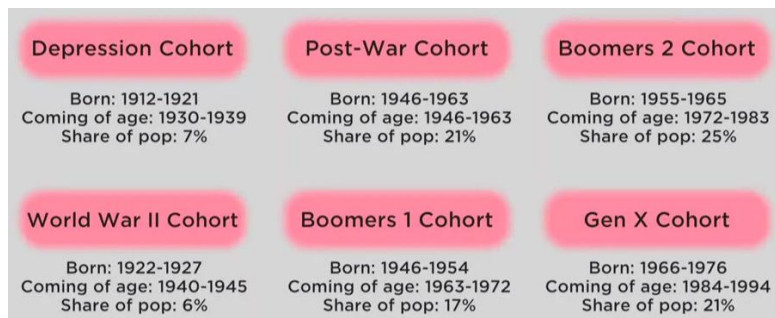 Depression Cohort
Born: 1912-1921
Coming of age: 1930-1939
Share of pop: 7%
Post-War Cohort
Born: 1946-1963
Coming of age: 1946-1963
Share of pop: 21%
Boomers 2 Cohort
Born: 1955-1965
Coming of age: 1972-1983
Share of pop: 25%
World War II Cohort
Born: 1922-1927
Coming of age: 1940-1945
Share of pop: 6%
Boomers 1 Cohort
Born: 1946-1954
Coming of age: 1963-1972
Share of pop: 17%
Gen X Cohort
Born: 1966-1976
Coming of age: 1984-1994
Share of pop: 21%